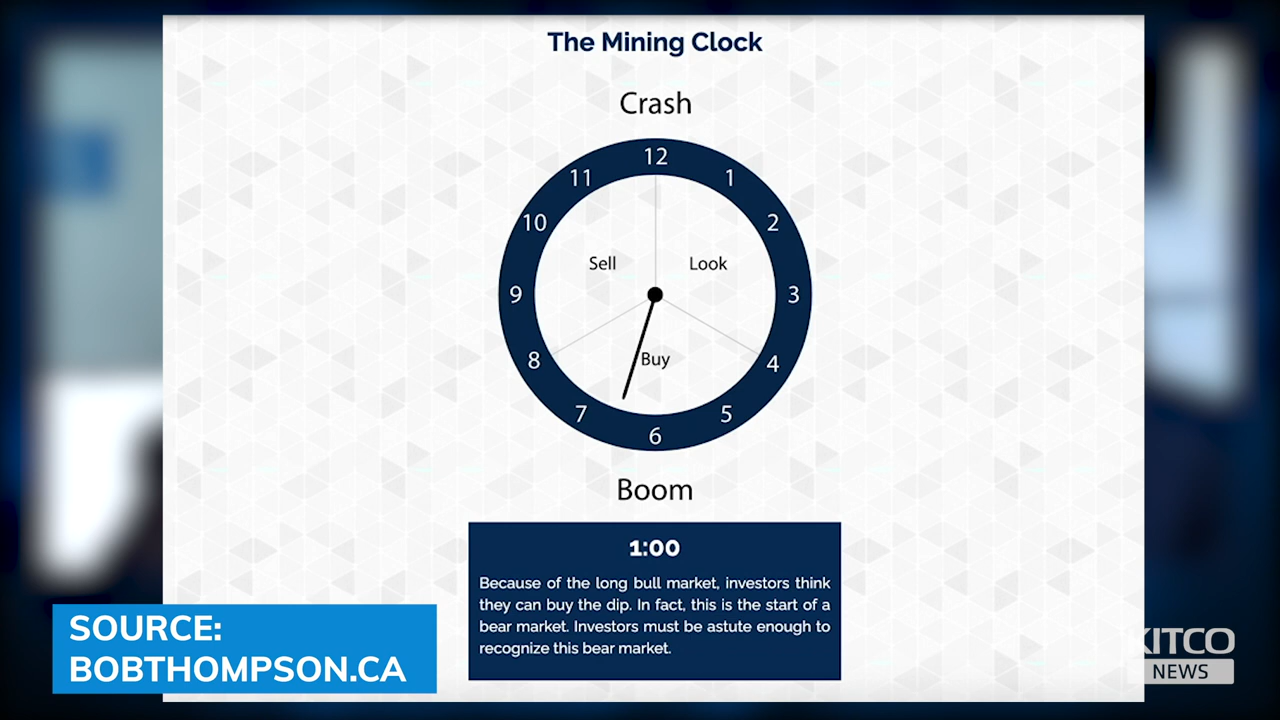 The Mining Clock
Crash
12
11
1
10
2
Sell
Look
9
3
Buy
8
4
7
5
6
Boom
1:00
Because of the long bull market, investors think
they can buy the dip. In fact, this is the start of a
bear market. Investors must be astute enough to
recognize this bear market.
SOURCE:
BOBTHOMPSON.CA
KITCO
NEWS